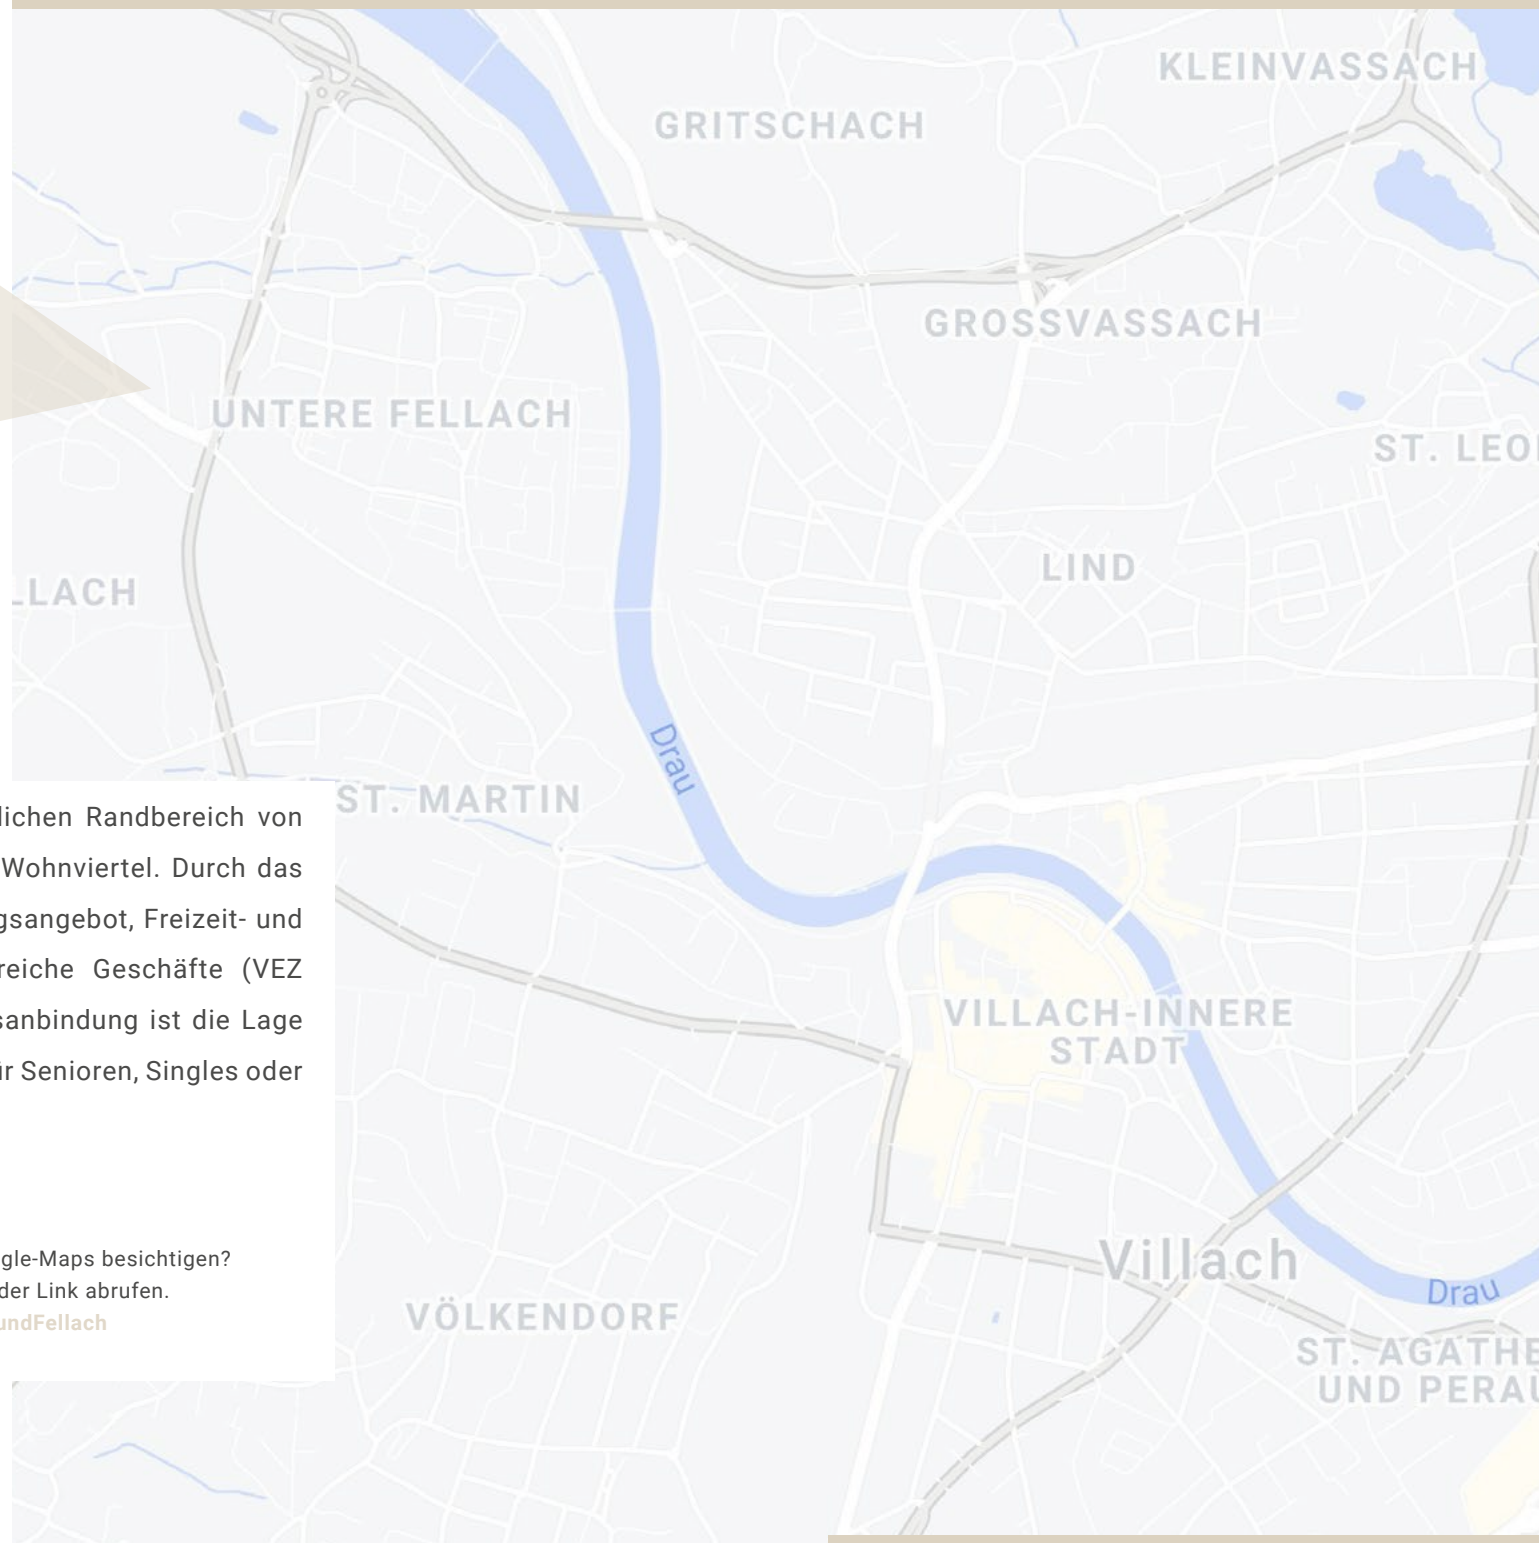 KLEINVASSACH
GRITSCHACH
GROSSVASSACH
UNTERE FELLACH
ST. LEO
LIND
LLACH
Drau
ST. MARTIN
lichen Randbereich von
Wohnviertel. Durch das
gsangebot, Freizeit- und
reiche Geschäfte (VEZ
sanbindung ist die Lage
ür Senioren, Singles oder
VILLACH-INNERE
STADT
gle-Maps besichtigen?
der Link abrufen.
undFellach
Villach
Drau
VÖLKENDORF
ST. AGATHE
UND PERAU